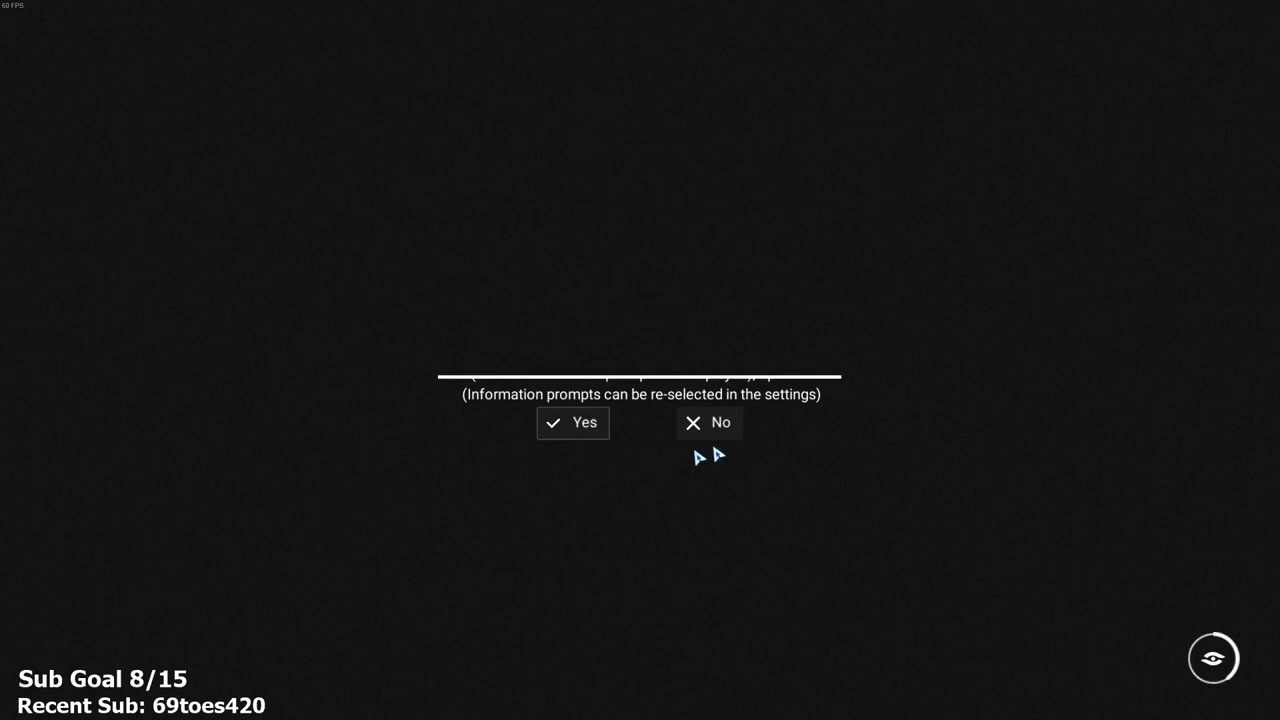 60 FPS
(Information prompts can be re-selected in the settings)
Yes
No
Sub Goal 8/15
Recent Sub: 69toes420